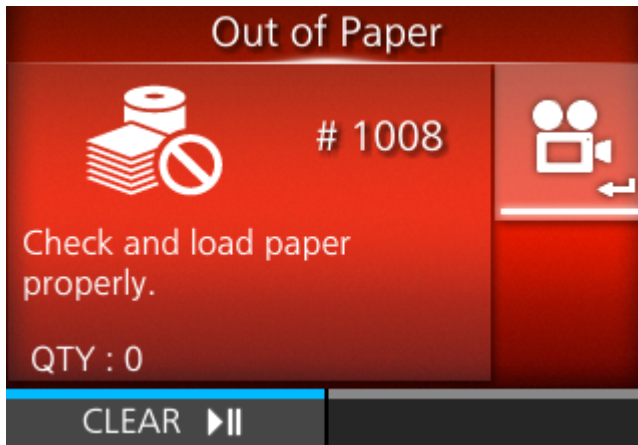 Out of Paper
# 1008
Check and load paper
properly.
QTY : 0
CLEAR